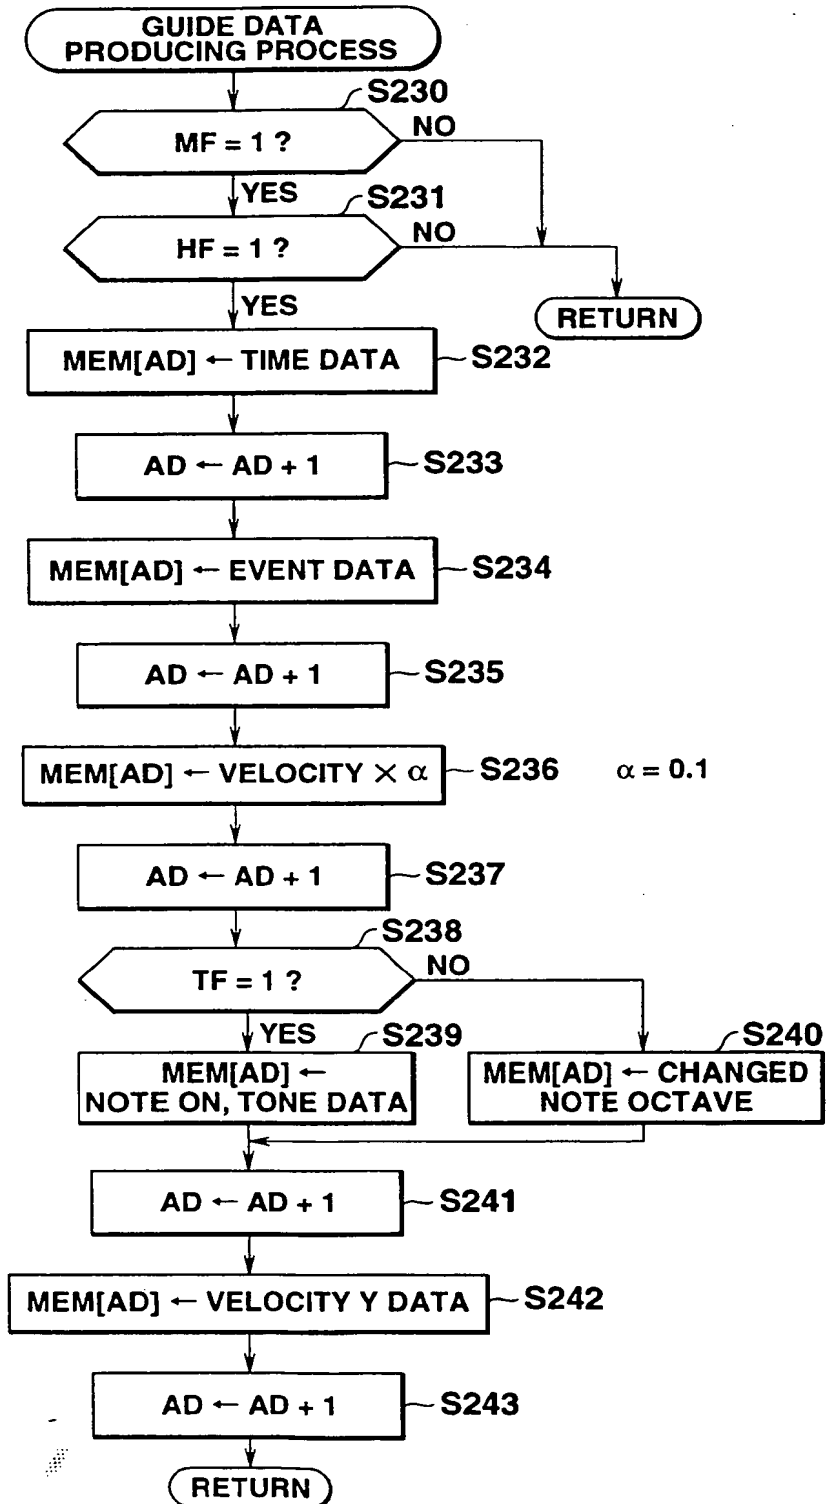 GUIDE DATA
PRODUCING PROCESS
S230
MF = 1 ?
NO
YES
S231
HF = 1 ?
NO
YES
RETURN
MEM[AD] ← TIME DATA
S232
AD ← AD + 1
S233
MEM[AD] ← EVENT DATA
S234
AD ← AD + 1
S235
MEM[AD] ← VELOCITY × α
S236
α = 0.1
AD ← AD + 1
S237
S238
TF = 1 ?
NO
YES
S239
MEM[AD] ←
NOTE ON, TONE DATA
S240
MEM[AD] ← CHANGED
NOTE OCTAVE
AD ← AD + 1
S241
MEM[AD] ← VELOCITY Y DATA
S242
AD ← AD + 1
S243
RETURN